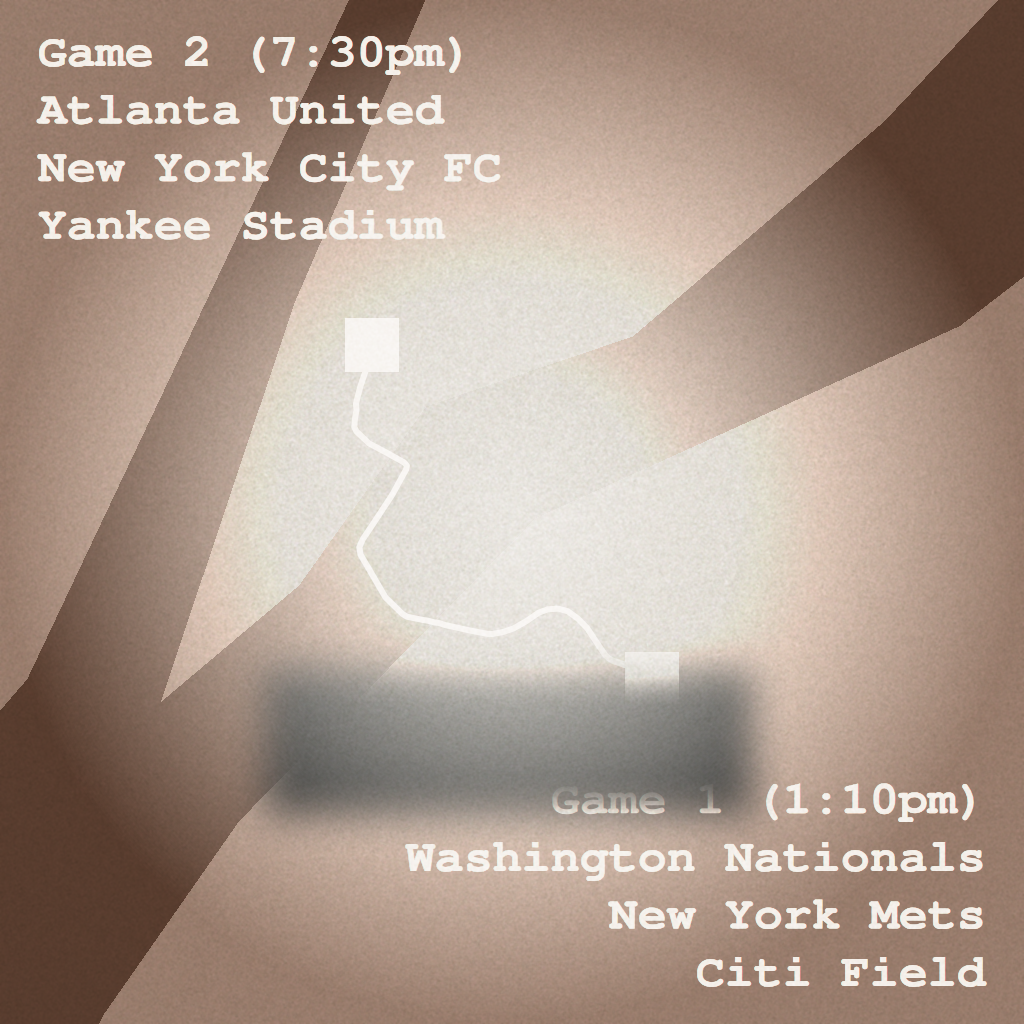 Game 2 (7:30pm)
Atlanta United
New York City FC
Yankee Stadium
Game 1 (1:10pm)
Washington Nationals
New York Mets
Citi Field